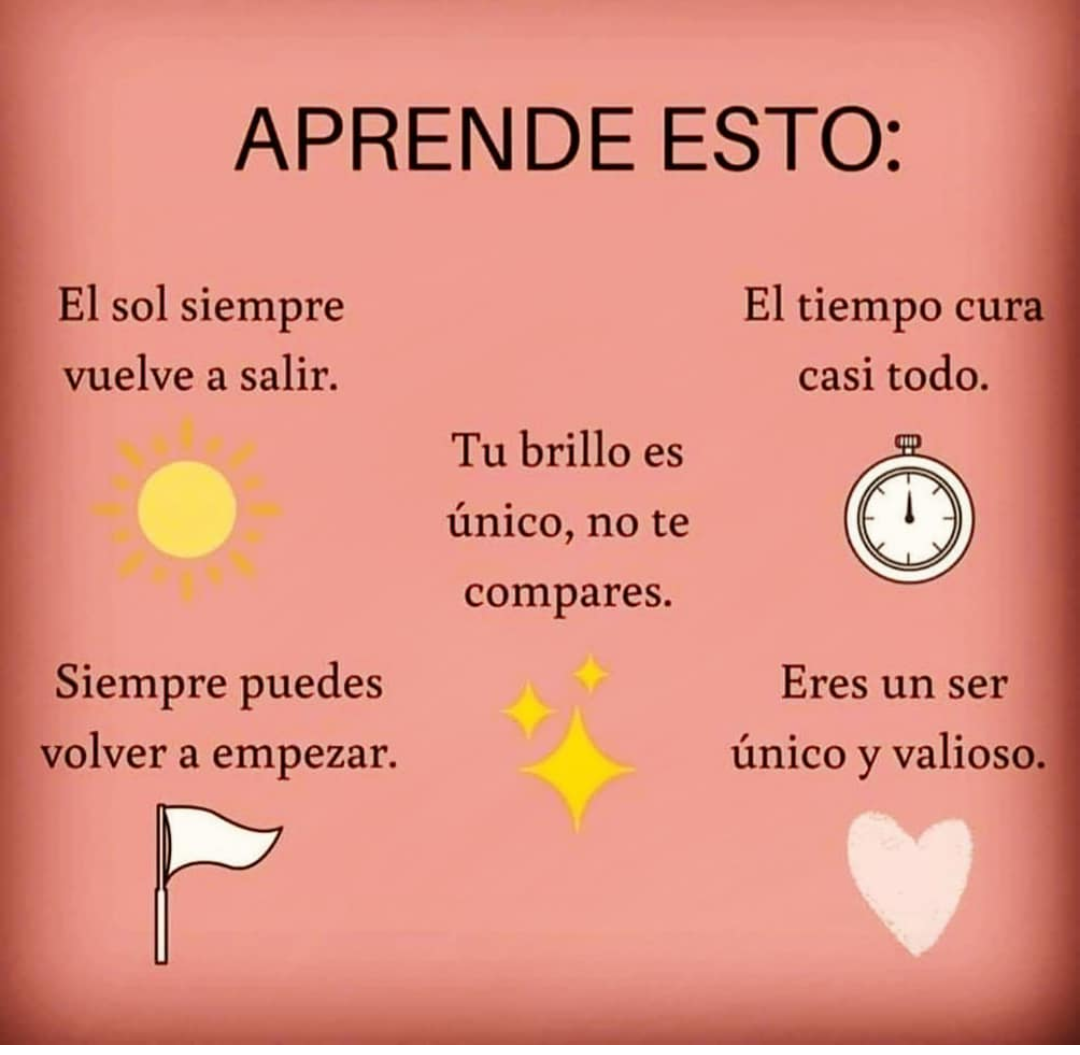 APRENDE ESTO:
El sol siempre
vuelve a salir.
El tiempo cura
casi todo.
Tu brillo es
único, no te
compares.
Siempre puedes
volver a empezar.
Eres un ser
único y valioso.